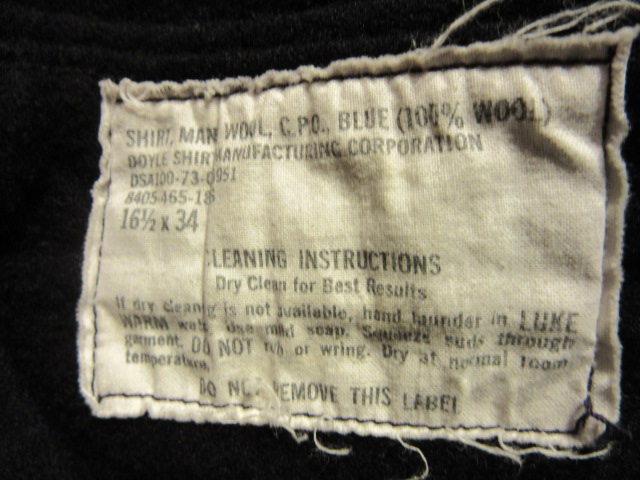 SHIRT, MAN WOOL, C.P.O., BLUE (100% WOOL)
DOYLE SHIRT MANUFACTURING CORPORATION
DSA100-73-0951
8405-465-18
16½ x 34
CLEANING INSTRUCTIONS
Dry Clean for Best Results
If dry cleaning is not available, hand launder in LUKE
WARM water. Use mild soap. Squeeze suds through
garment. DO NOT rub or wring. Dry at normal room
temperature.
DO NOT REMOVE THIS LABEL